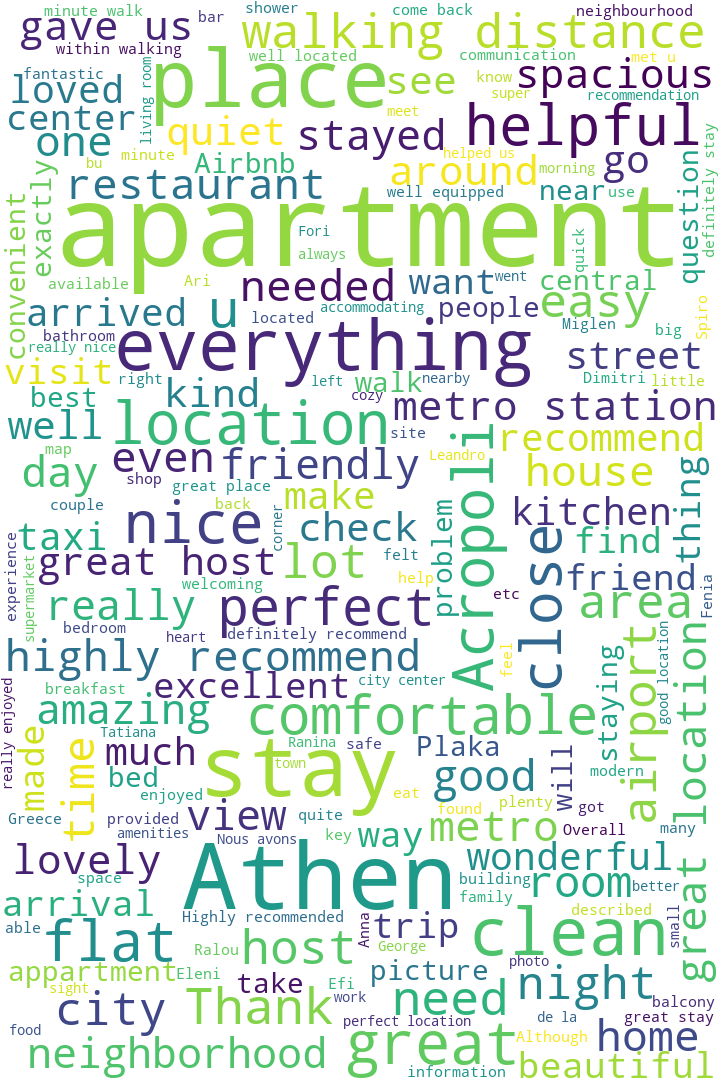 minute walk
bar
shower
come back
neighbourhood
gave us
walking distance
within walking
well located
communication
met u
fantastic
living room
place
see
know
spacious
loved
super
recommendation
center
quiet
stayed
meet
helpful
one
bu
minute
Airbnb
around
helped us
morning
go
definitely stay
exactly
restaurant
well equipped
near
use
question
convenient
apartment
Fori
always
quick
available
Ari
needed
want
went
central
arrived
u
accommodating
people
easy
located
Miglen
big
Spiro
bathroom
everything
street
really nice
visit
right
kind
left
walk
nearby
Dimitri
little
best
cozy
metro station
well
location
site
recommend
map
even
friendly
Leandro
day
shop
great place
house
thing
couple
nice
back
make
Acropoli
kitchen
taxi
corner
check
problem
close
find
experience
great host
lot
felt
supermarket
welcoming
help
friend
Fenia
really
perfect
etc
area
bedroom
heart
definitely recommend
highly recommend
feel
good location
really enjoyed
breakfast
excellent
city center
staying
airport
great location
amazing
comfortable
Tatiana
Ranina
safe
Plaka
made
time
much
town
will
bed
stay
good
modern
enjoyed
eat
view
found
plenty
got
Greece
provided
quite
way
metro
Overall
many
amenities
Nous avons
key
lovely
Athen
wonderful
space
building
room
better
arrival
family
clean
able
Highly recommended
Anna
trip
described
small
flat
Ralou
host
George
photo
appartment
Eleni
Efi
picture
night
sight
take
work
need
balcony
city
Thank
perfect location
de la
great stay
food
great
Although
home
neighborhood
information
beautiful